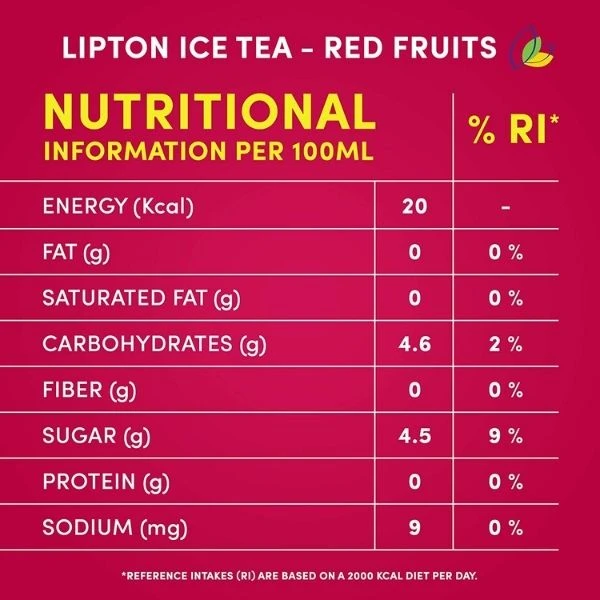 LIPTON ICE TEA - RED FRUITS
NUTRITIONAL
INFORMATION PER 100ML
% RI*
ENERGY (Kcal) 20 -
FAT (g) 0 0 %
SATURATED FAT (g) 0 0 %
CARBOHYDRATES (g) 4.6 2 %
FIBER (g) 0 0 %
SUGAR (g) 4.5 9 %
PROTEIN (g) 0 0 %
SODIUM (mg) 9 0 %
*REFERENCE INTAKES (RI) ARE BASED ON A 2000 KCAL DIET PER DAY.